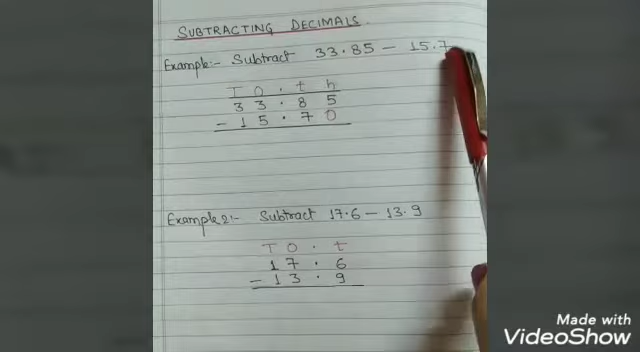 SUBTRACTING DECIMALS.
Example:- Subtract 33.85 - 15.7
T O . t h
3 3 . 8 5
- 1 5 . 7 0
Example 2:- Subtract 17.6 - 13.9
T O . t
1 7 . 6
- 1 3 . 9
Made with
VideoShow